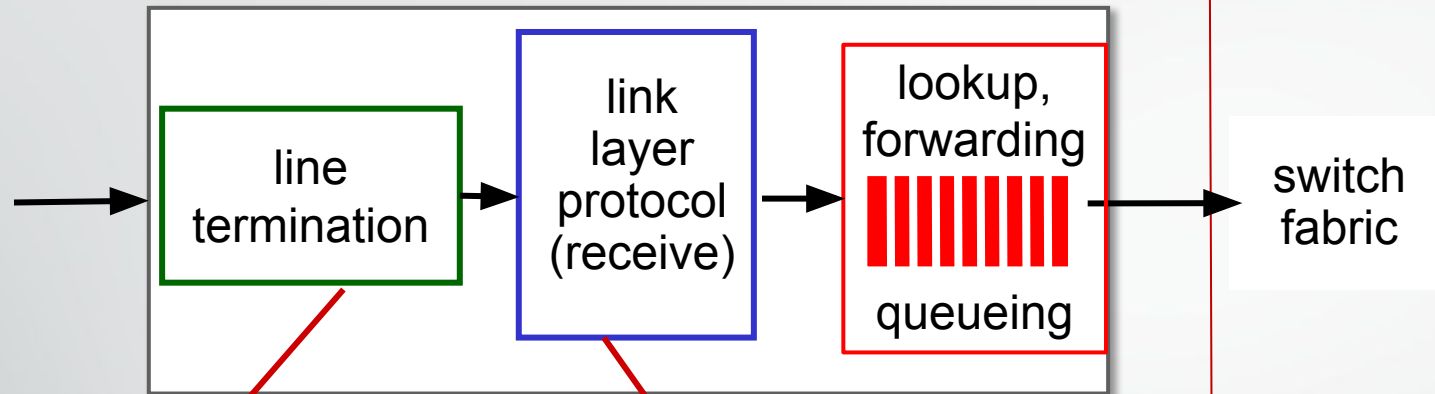 line
termination
link
layer
protocol
(receive)
lookup,
forwarding
queueing
switch
fabric